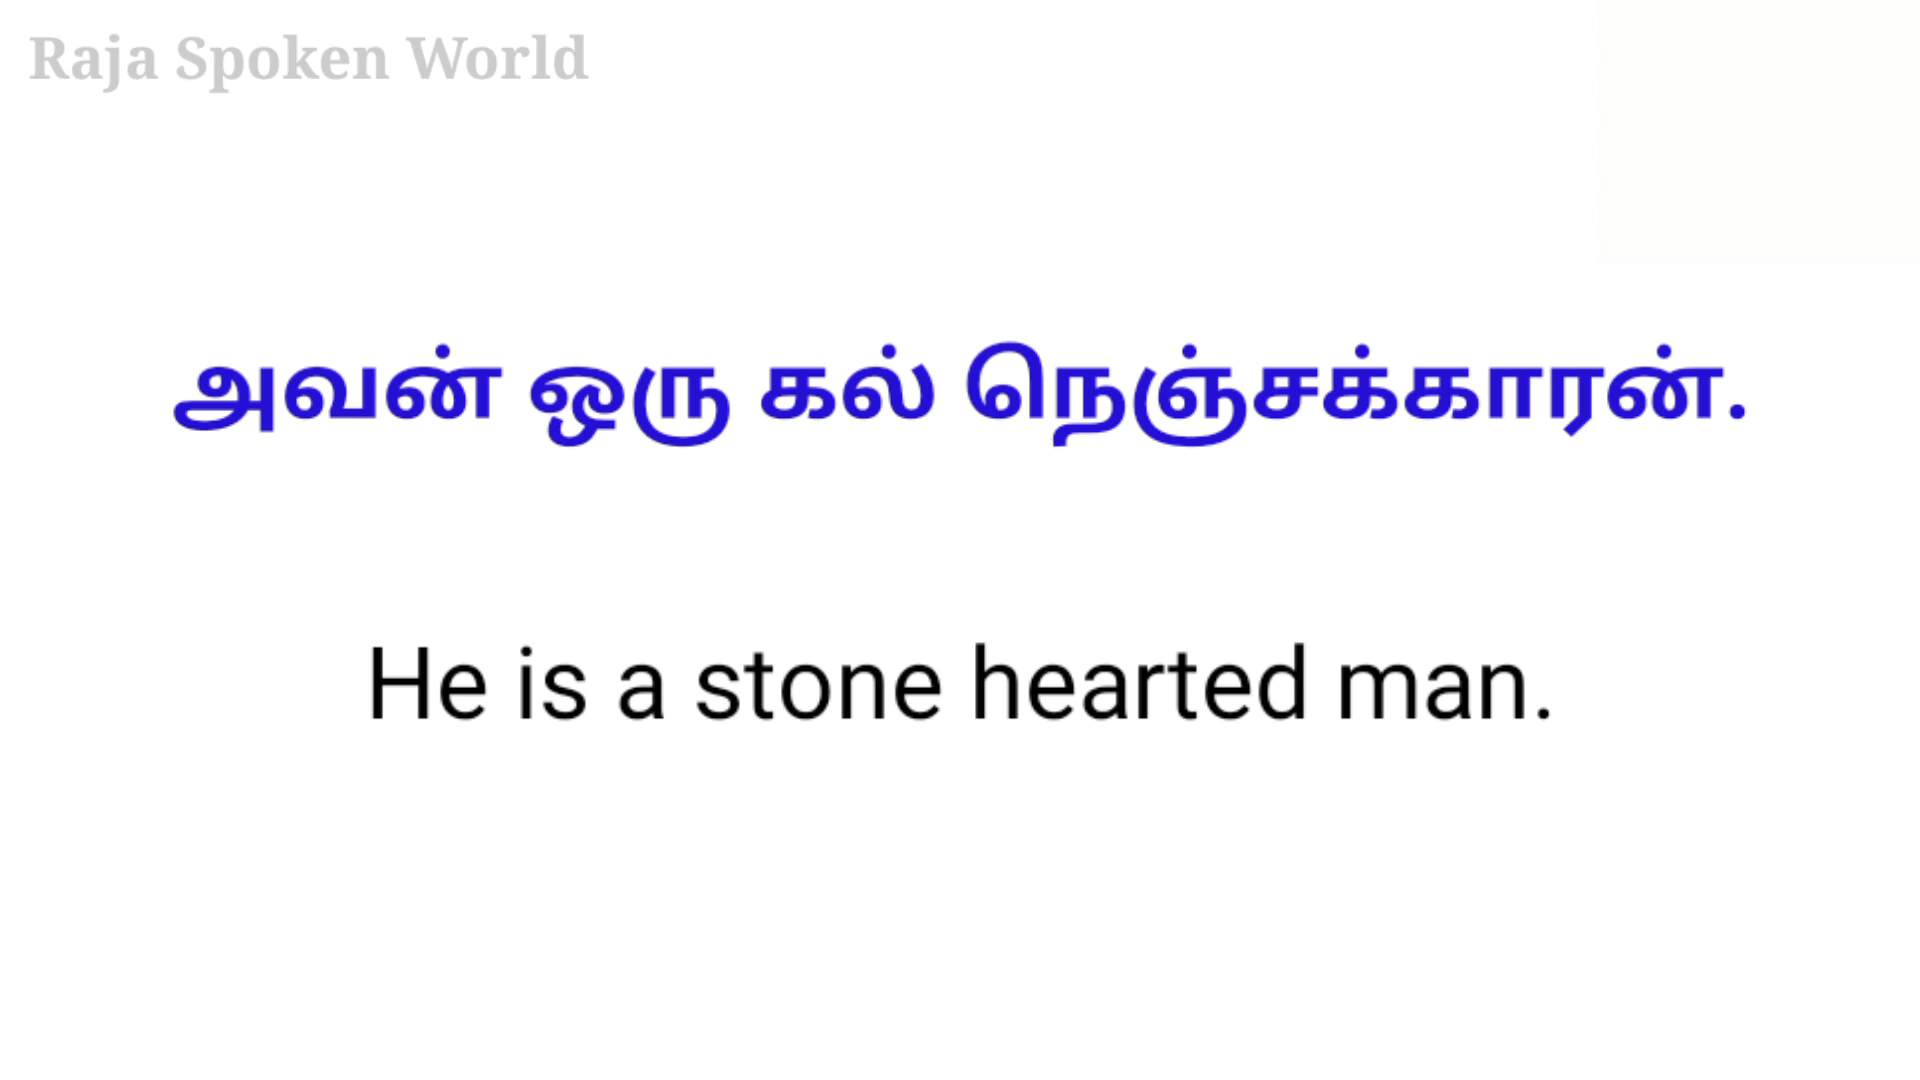 Raja Spoken World
அவன் ஒரு கல் நெஞ்சக்காரன்.
He is a stone hearted man.